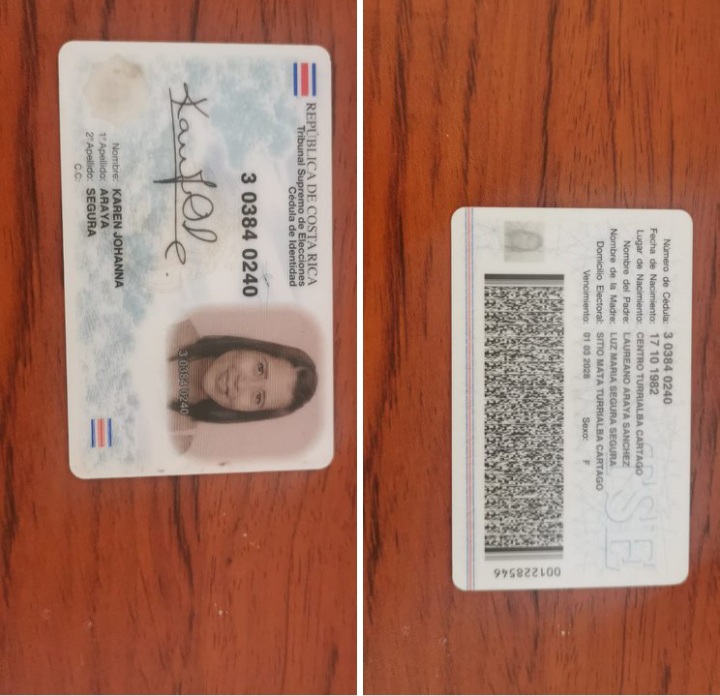 REPÚBLICA DE COSTA RICA
Tribunal Supremo de Elecciones
Cédula de Identidad
3 0384 0240
3 0384 0240
Nombre: KAREN JOHANNA
1° Apellido: ARAYA
2° Apellido: SEGURA
C.C:
Número de Cédula: 3 0384 0240
Fecha de Nacimiento: 17 10 1982
Lugar de Nacimiento: CENTRO TURRIALBA CARTAGO
Nombre del Padre: LAUREANO ARAYA SANCHEZ
Nombre de la Madre: LUZ MARIA SEGURA SEGURA
Domicilio Electoral: SITIO MATA TURRIALBA CARTAGO
Vencimiento: 01 03 2028 Sexo: F
001228546